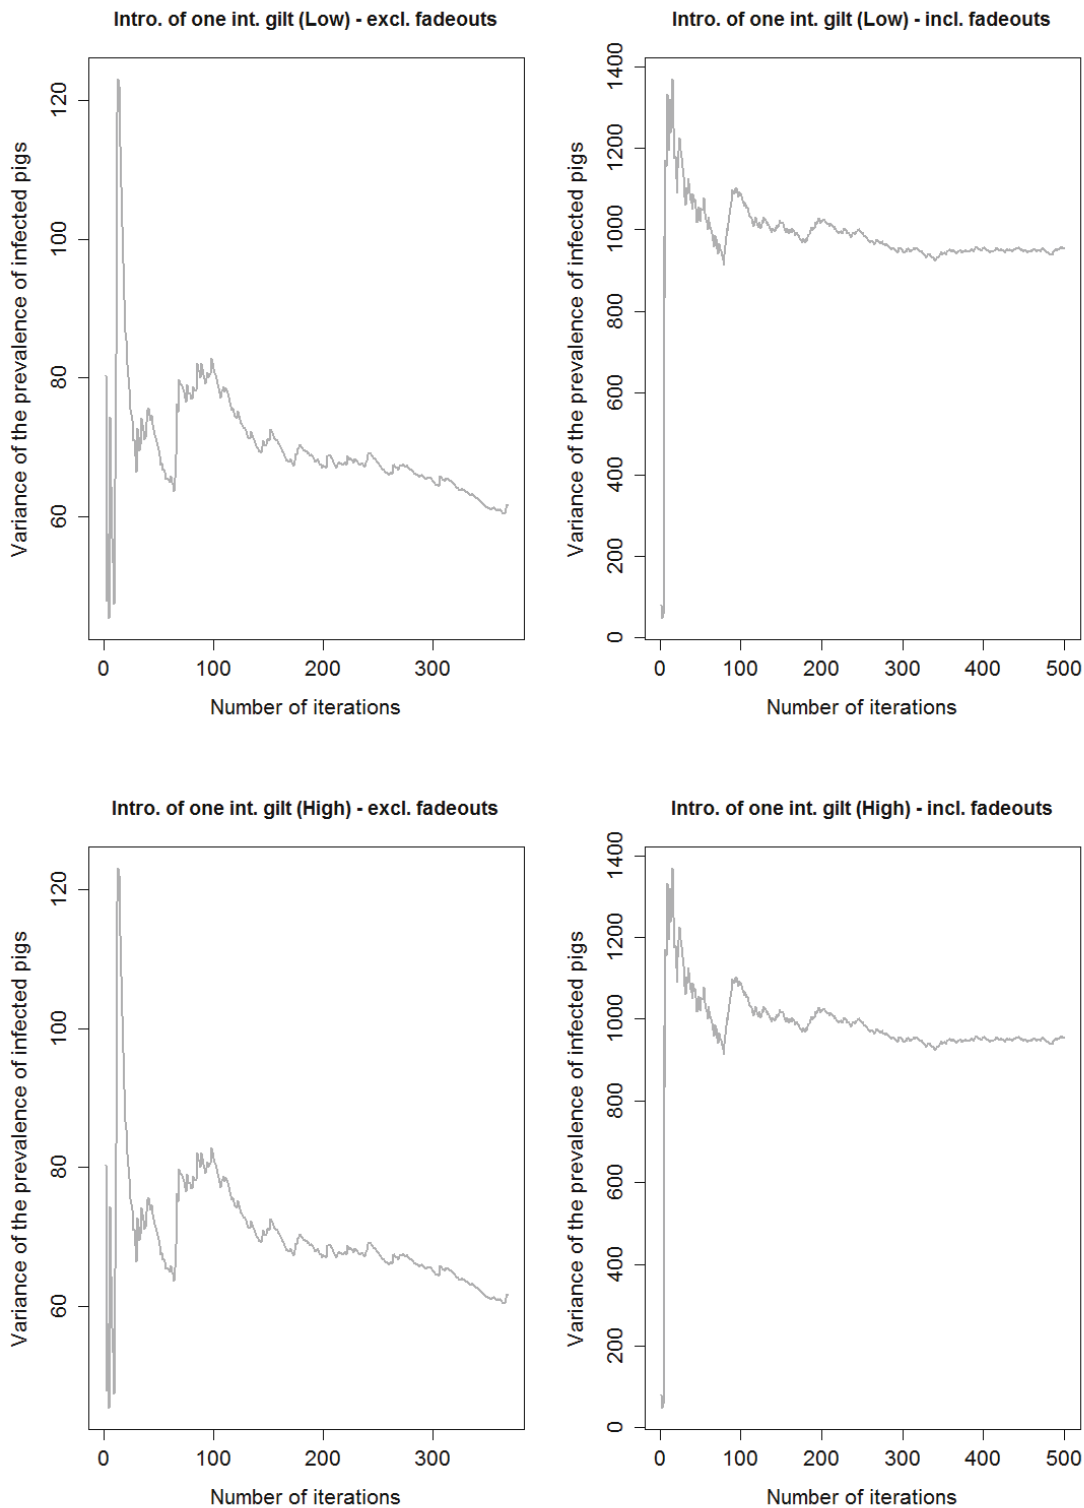 Intro. of one int. gilt (Low) - excl. fadeouts
Variance of the prevalence of infected pigs
120
100
80
60
0 100 200 300
Number of iterations
Intro. of one int. gilt (Low) - incl. fadeouts
Variance of the prevalence of infected pigs
1400
1200
1000
800
600
400
200
0
0 100 200 300 400 500
Number of iterations
Intro. of one int. gilt (High) - excl. fadeouts
Variance of the prevalence of infected pigs
120
100
80
60
0 100 200 300
Number of iterations
Intro. of one int. gilt (High) - incl. fadeouts
Variance of the prevalence of infected pigs
1400
1200
1000
800
600
400
200
0
0 100 200 300 400 500
Number of iterations